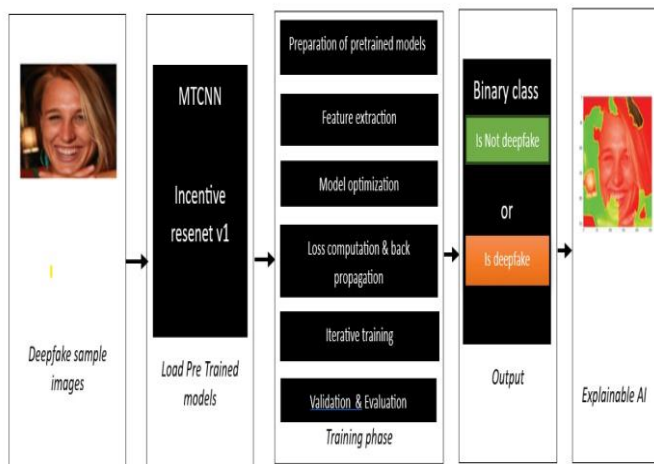 Deepfake sample
images
MTCNN
Incentive
resenet v1
Load Pre Trained
models
Preparation of pretrained models
Feature extraction
Model optimization
Loss computation & back
propagation
Iterative training
Validation & Evaluation
Training phase
Binary class
Is Not deepfake
or
Is deepfake
Output
Explainable AI